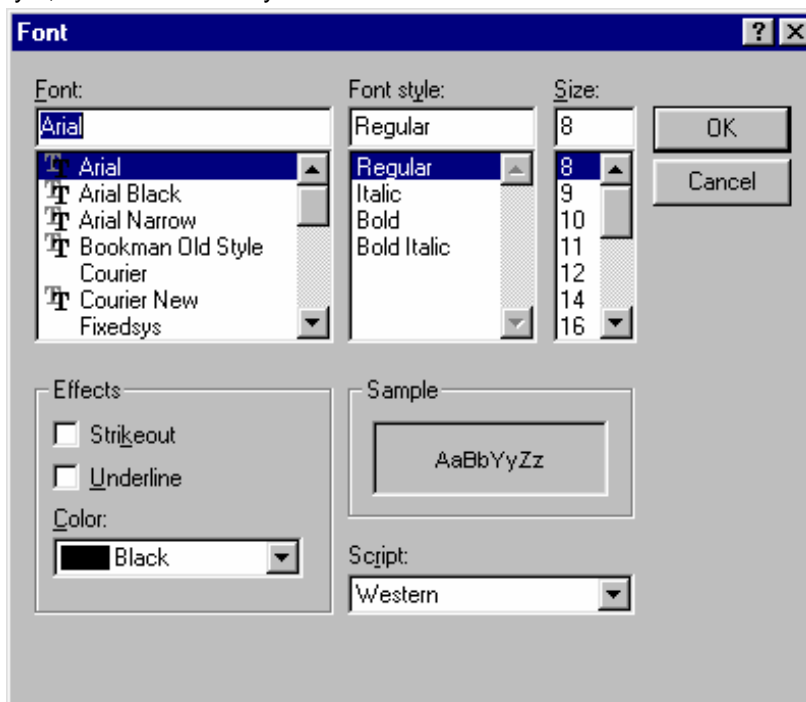 Font
Font:
Font style:
Size:
Arial
Regular
8
OK
Cancel
Arial
Arial Black
Arial Narrow
Bookman Old Style
Courier
Courier New
Fixedsys
Regular
Italic
Bold
Bold Italic
8
9
10
11
12
14
16
Effects
Strikeout
Underline
Color:
Black
Sample
AaBbYyZz
Script:
Western